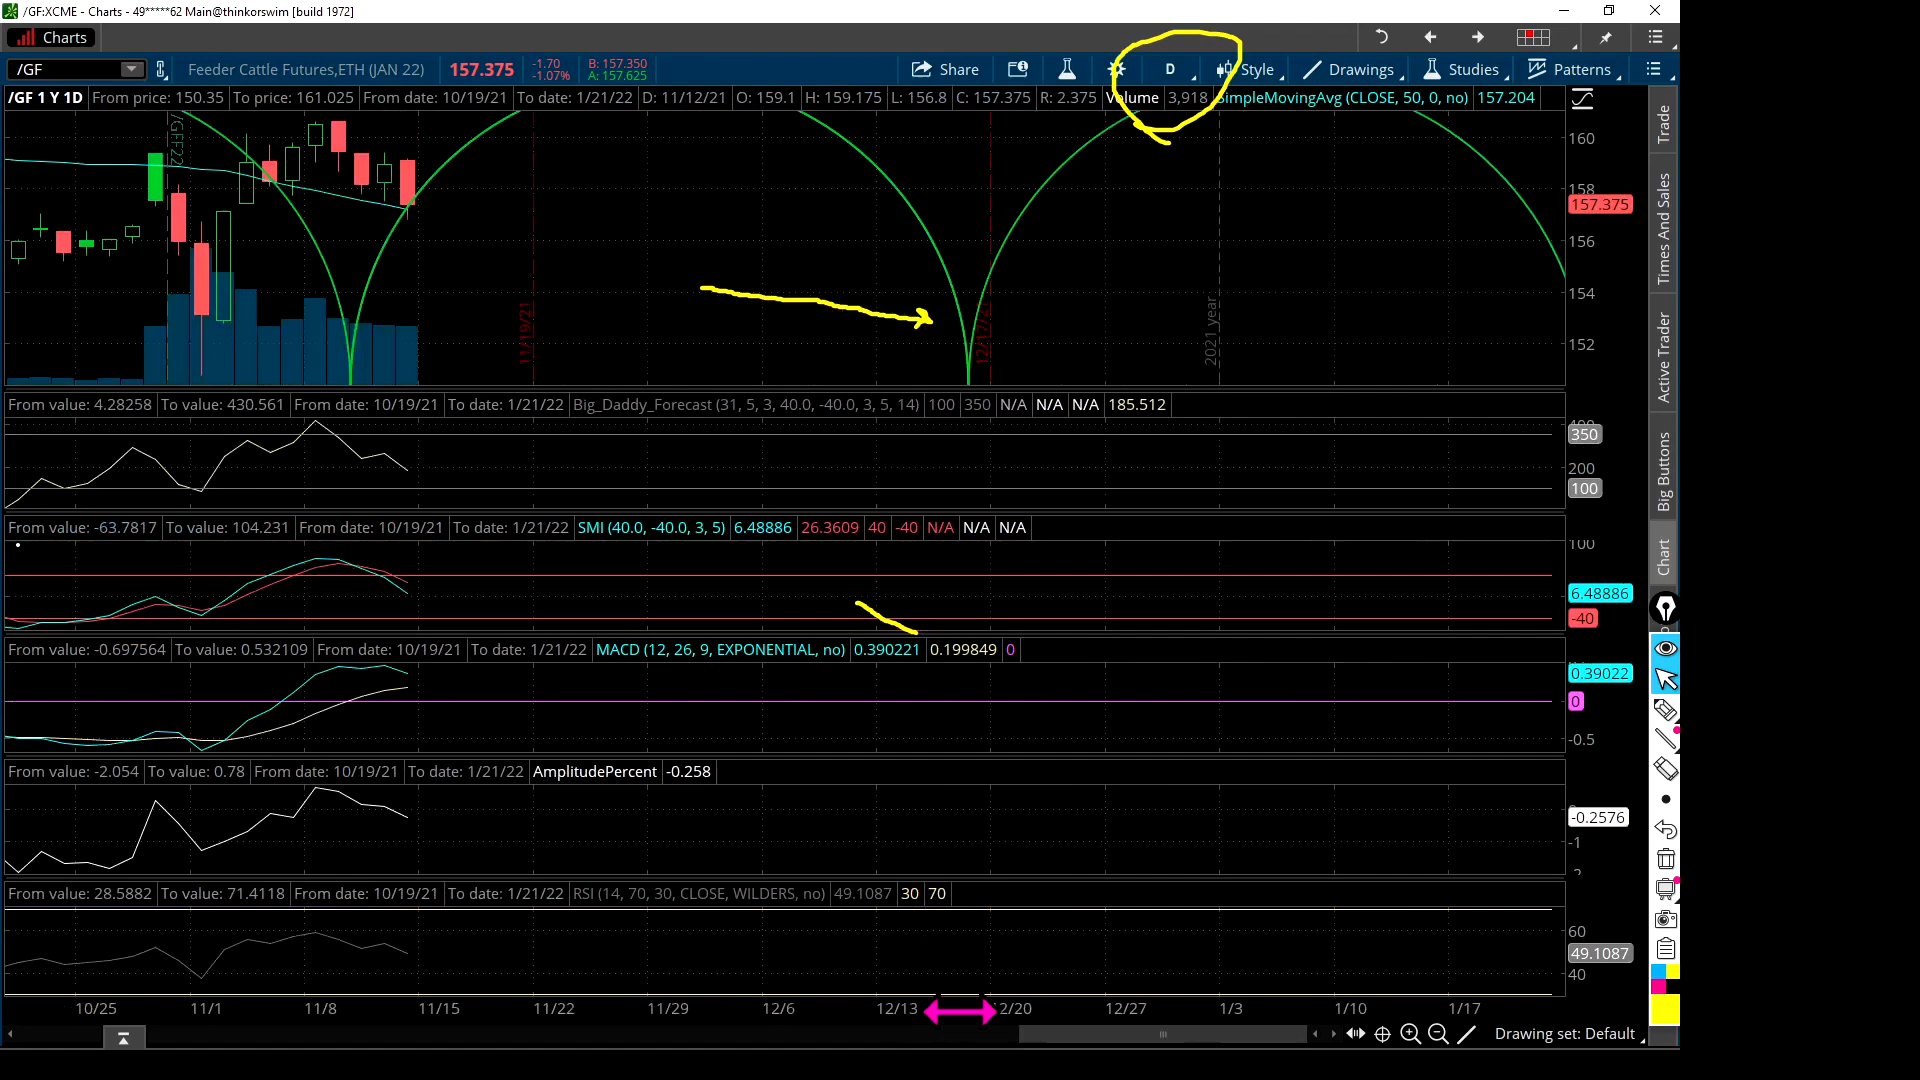 /GF:XCME - Charts - 49*****62 Main@thinkorswim [build 1972]
Charts
/GF Feeder Cattle Futures,ETH (JAN 22) 157.375 -1.70 -1.07% B: 157.350 A: 157.625 Share D Style Drawings Studies Patterns
/GF 1 Y 1D From price: 150.35 To price: 161.025 From date: 10/19/21 To date: 1/21/22 D: 11/12/21 O: 159.1 H: 159.175 L: 156.8 C: 157.375 R: 2.375 Volume 3,918 SimpleMovingAvg (CLOSE, 50, 0, no) 157.204
/GFF22
160
158
157.375
156
154
152
11/19/21
12/17/21
2021 year
From value: 4.28258 To value: 430.561 From date: 10/19/21 To date: 1/21/22 Big_Daddy_Forecast (31, 5, 3, 40.0, -40.0, 3, 5, 14) 100 350 N/A N/A N/A 185.512
400
350
200
100
From value: -63.7817 To value: 104.231 From date: 10/19/21 To date: 1/21/22 SMI (40.0, -40.0, 3, 5) 6.48886 26.3609 40 -40 N/A N/A N/A
100
6.48886
-40
From value: -0.697564 To value: 0.532109 From date: 10/19/21 To date: 1/21/22 MACD (12, 26, 9, EXPONENTIAL, no) 0.390221 0.199849 0
0.39022
0
-0.5
From value: -2.054 To value: 0.78 From date: 10/19/21 To date: 1/21/22 AmplitudePercent -0.258
-0.2576
-1
From value: 28.5882 To value: 71.4118 From date: 10/19/21 To date: 1/21/22 RSI (14, 70, 30, CLOSE, WILDERS, no) 49.1087 30 70
60
49.1087
40
10/25 11/1 11/8 11/15 11/22 11/29 12/6 12/13 12/20 12/27 1/3 1/10 1/17
Drawing set: Default
Trade
Times And Sales
Active Trader
Big Buttons
Chart